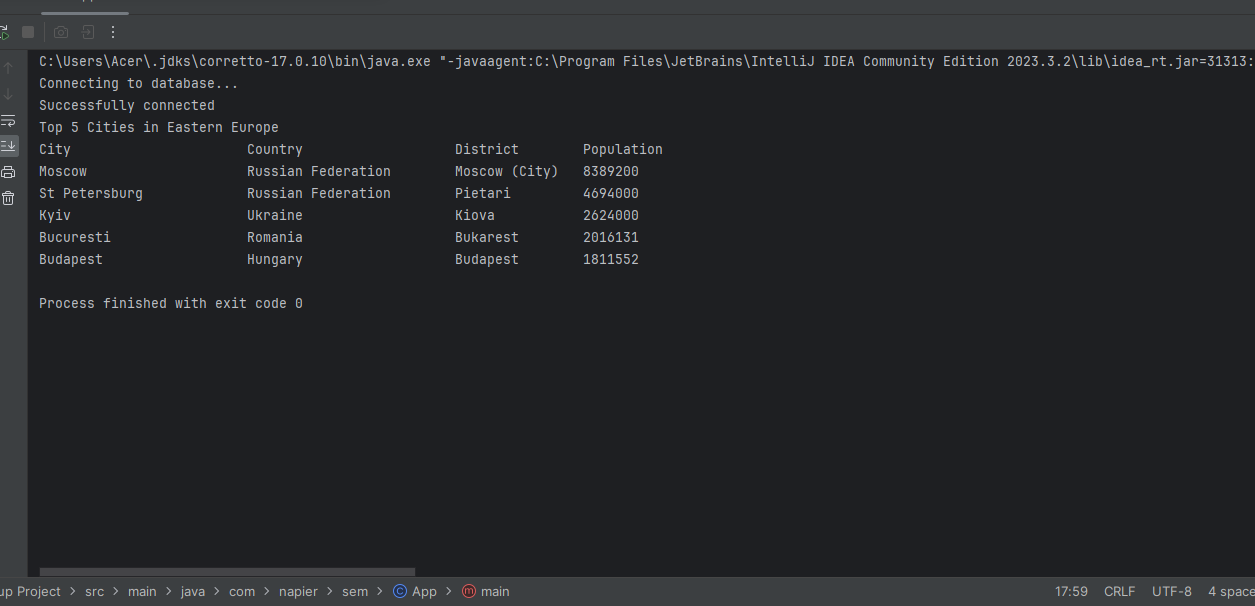 C:\Users\Acer\.jdks\corretto-17.0.10\bin\java.exe "-javaagent:C:\Program Files\JetBrains\IntelliJ IDEA Community Edition 2023.3.2\lib\idea_rt.jar=31313:
Connecting to database...
Successfully connected
Top 5 Cities in Eastern Europe
City Country District Population
Moscow Russian Federation Moscow (City) 8389200
St Petersburg Russian Federation Pietari 4694000
Kyiv Ukraine Kiova 2624000
Bucuresti Romania Bukarest 2016131
Budapest Hungary Budapest 1811552
Process finished with exit code 0
up Project > src > main > java > com > napier > sem > C App > m main 17:59 CRLF UTF-8 4 space